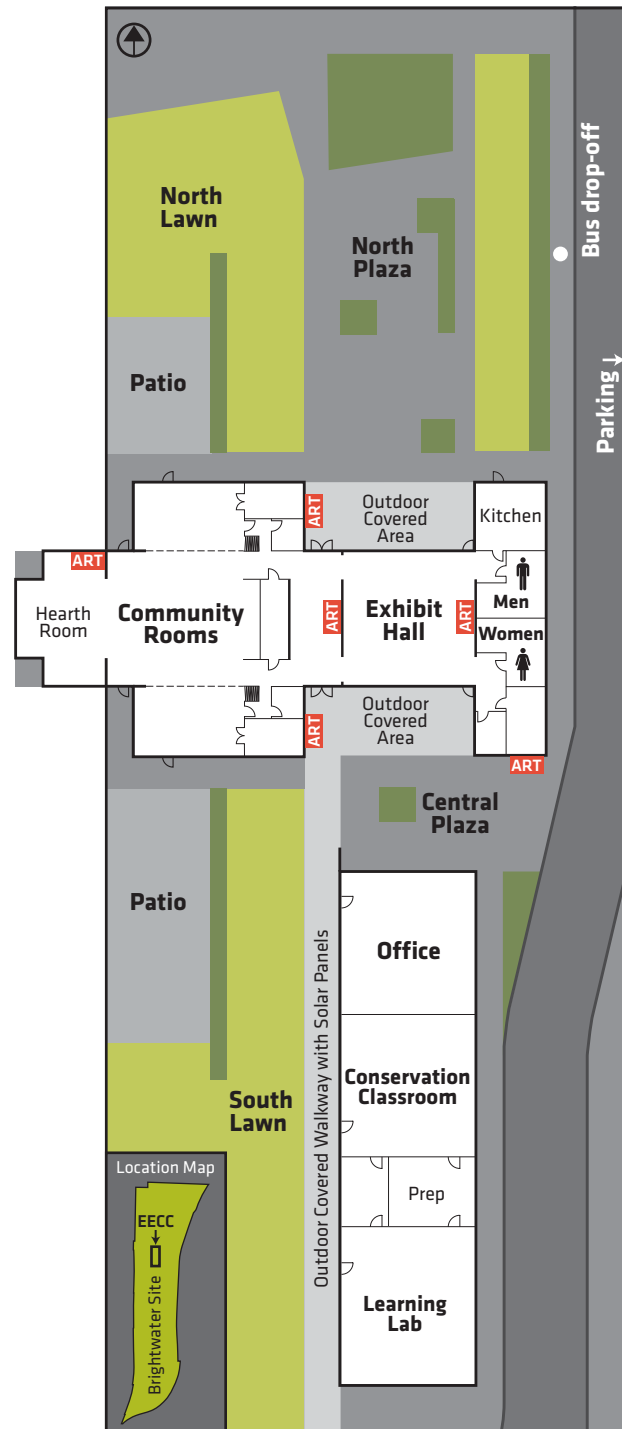 North
Lawn
North
Plaza
Bus drop-off
Patio
Parking
ART
Outdoor
Covered
Area
Kitchen
ART
Hearth
Room
Community
Rooms
ART
Exhibit
Hall
ART
Men
Women
ART
Outdoor
Covered
Area
ART
Central
Plaza
Patio
Office
Outdoor Covered Walkway with Solar Panels
Conservation
Classroom
South
Lawn
Location Map
EECC
Brightwater Site
Prep
Learning
Lab